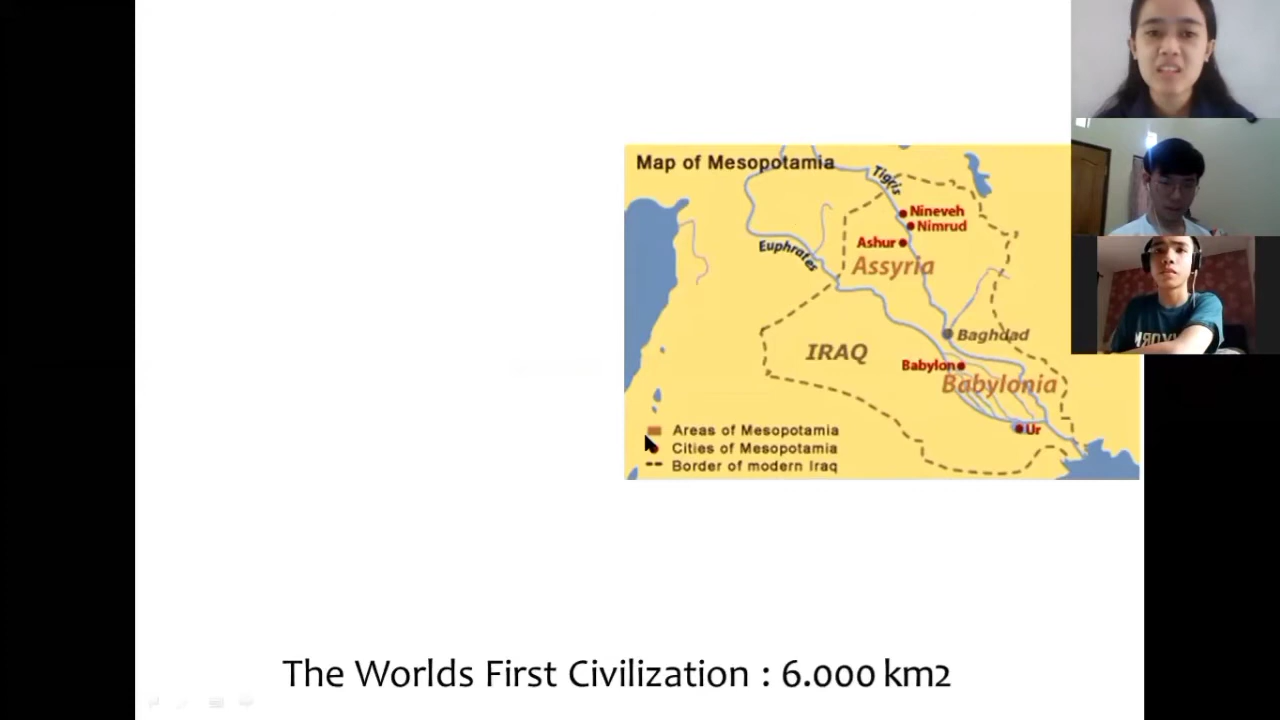 Map of Mesopotamia
Tigris
Nineveh
Nimrud
Ashur
Euphrates
Assyria
Baghdad
IRAQ
Babylon
Babylonia
Ur
Areas of Mesopotamia
Cities of Mesopotamia
Border of modern Iraq
The Worlds First Civilization : 6.000 km2